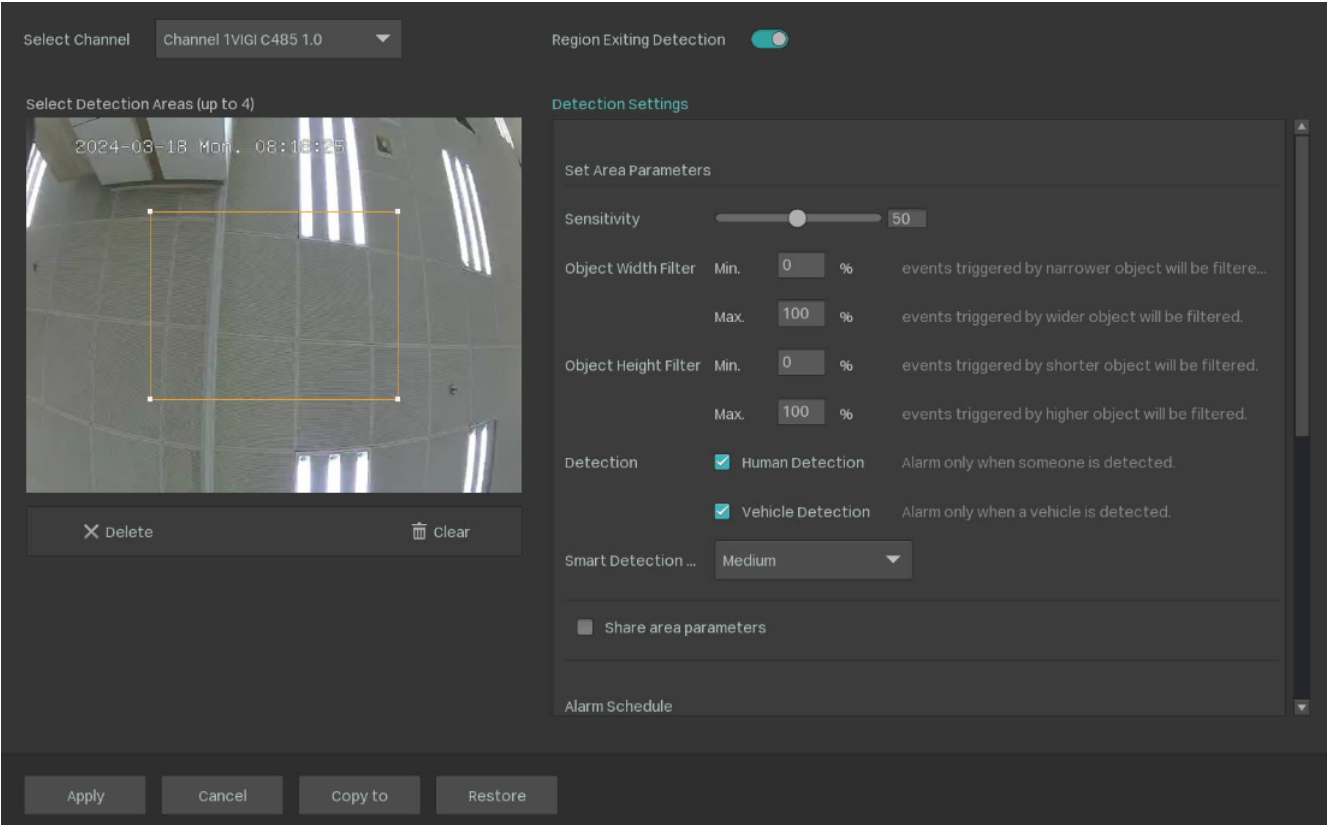 Select Channel Channel 1VIGI C485 1.0 Region Exiting Detection
Select Detection Areas (up to 4)
2024-03-18 Mon. 08:18:25
Delete Clear
Detection Settings
Set Area Parameters
Sensitivity 50
Object Width Filter Min. 0 % events triggered by narrower object will be filtere...
Max. 100 % events triggered by wider object will be filtered.
Object Height Filter Min. 0 % events triggered by shorter object will be filtered.
Max. 100 % events triggered by higher object will be filtered.
Detection Human Detection Alarm only when someone is detected.
Vehicle Detection Alarm only when a vehicle is detected.
Smart Detection ... Medium
Share area parameters
Alarm Schedule
Apply Cancel Copy to Restore